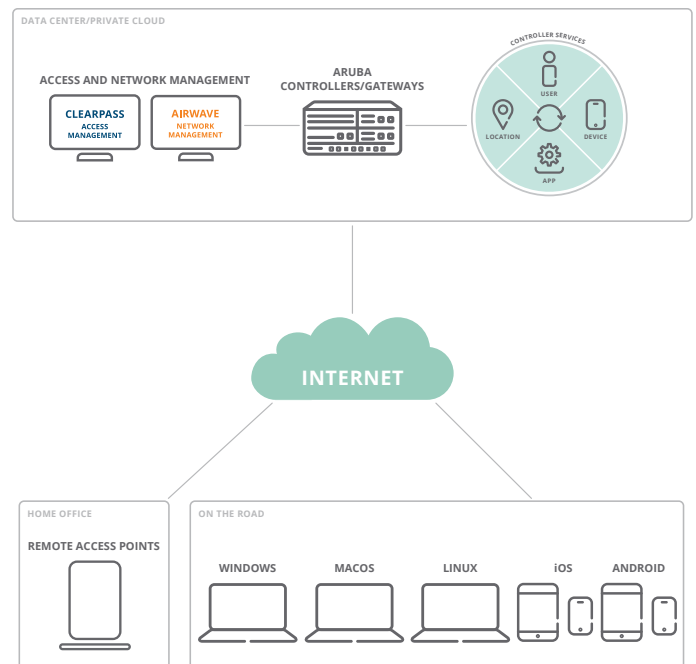 DATA CENTER/PRIVATE CLOUD
ACCESS AND NETWORK MANAGEMENT
CLEARPASS
ACCESS
MANAGEMENT
AIRWAVE
NETWORK
MANAGEMENT
ARUBA
CONTROLLERS/GATEWAYS
CONTROLLER SERVICES
USER
LOCATION
DEVICE
APP
INTERNET
HOME OFFICE
REMOTE ACCESS POINTS
ON THE ROAD
WINDOWS
MACOS
LINUX
iOS
ANDROID